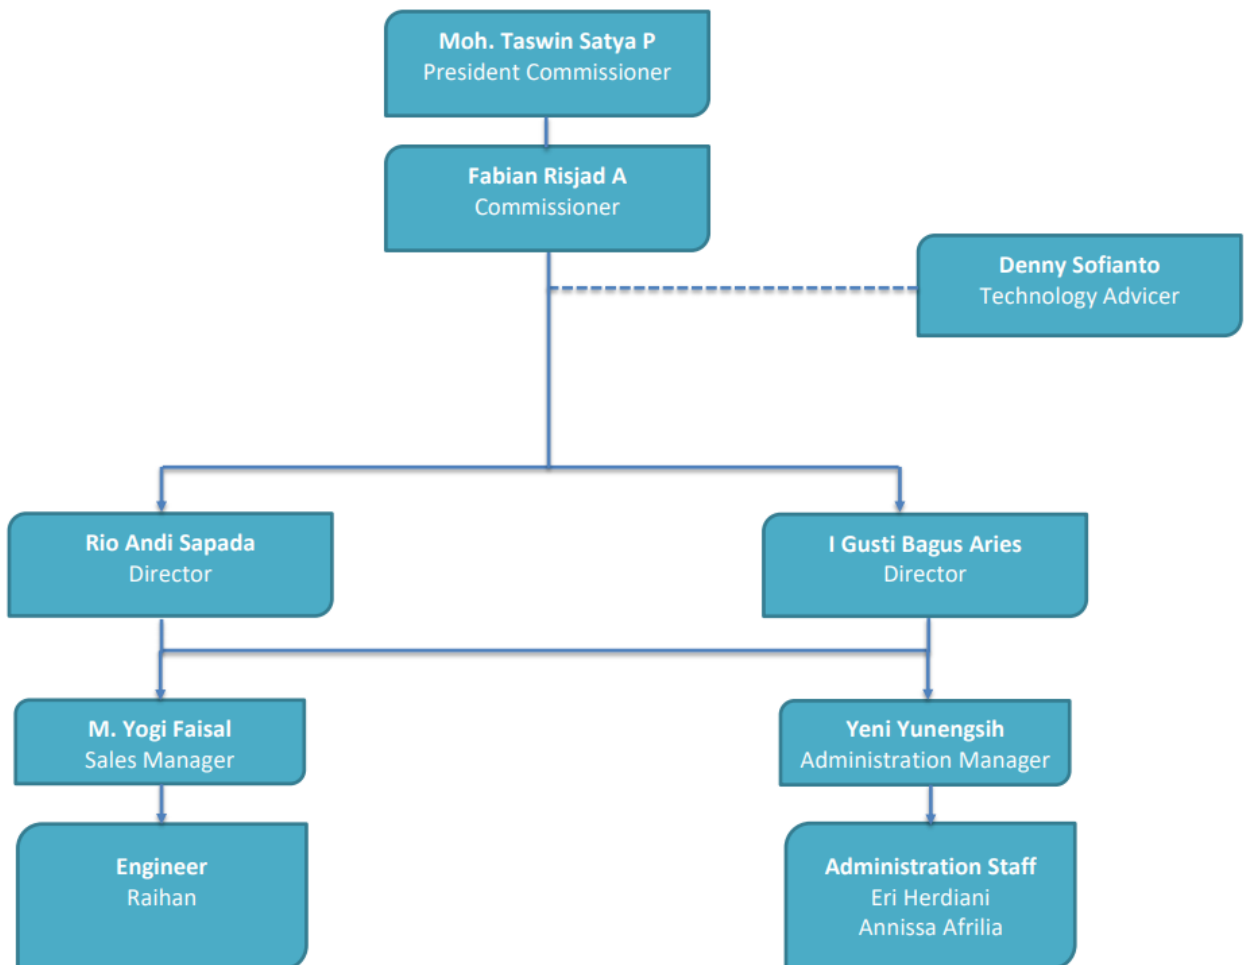 Moh. Taswin Satya P
President Commissioner
Fabian Risjad A
Commissioner
Denny Sofianto
Technology Advicer
Rio Andi Sapada
Director
I Gusti Bagus Aries
Director
M. Yogi Faisal
Sales Manager
Yeni Yunengsih
Administration Manager
Engineer
Raihan
Administration Staff
Eri Herdiani
Annissa Afrilia